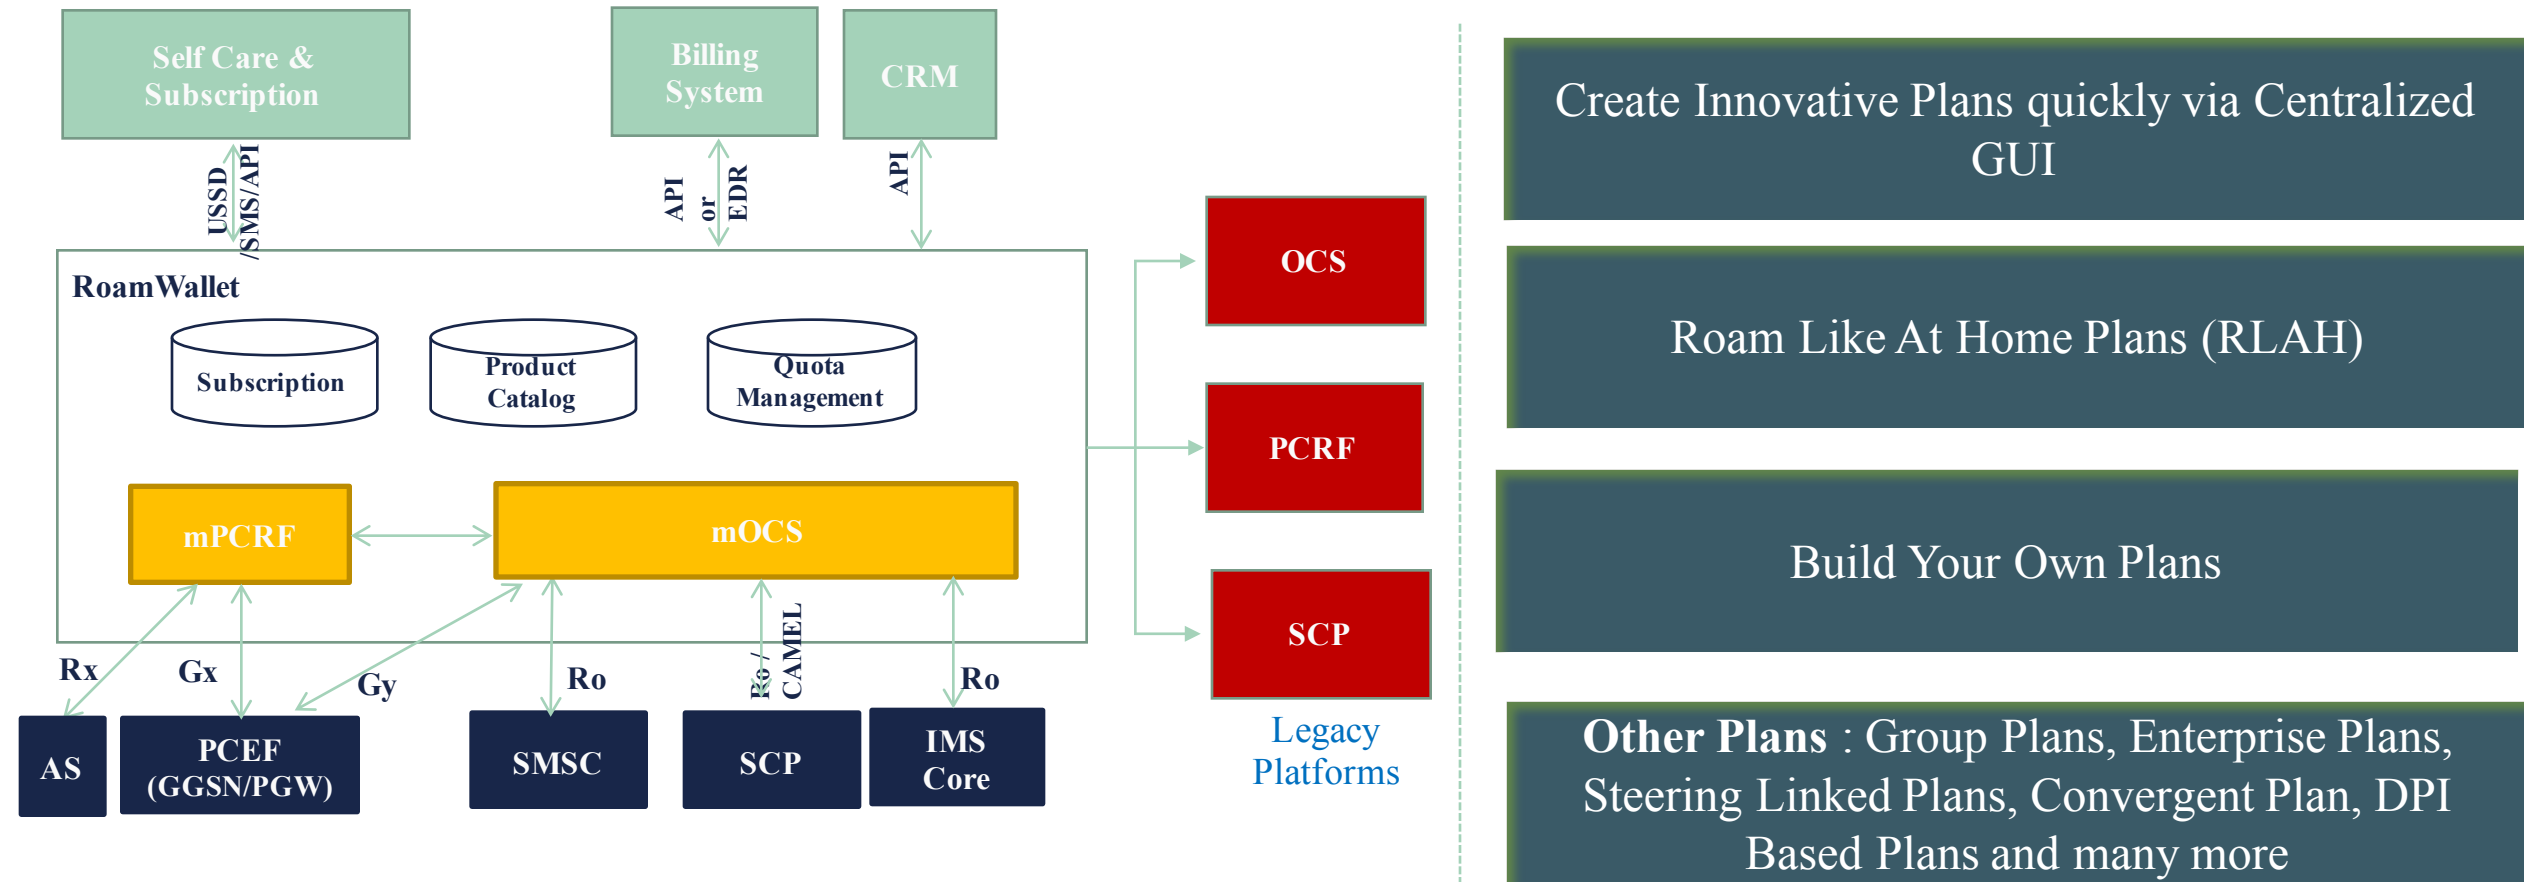 Self Care &
Subscription
Billing
System
CRM
USSD
/SMS/API
API
or
EDR
API
RoamWallet
Subscription
Product
Catalog
Quota
Management
mPCRF
mOCS
Rx
Gx
Gy
Ro
Ro /
CAMEL
Ro
AS
PCEF
(GGSN/PGW)
SMSC
SCP
IMS
Core
OCS
PCRF
SCP
Legacy
Platforms
Create Innovative Plans quickly via Centralized
GUI
Roam Like At Home Plans (RLAH)
Build Your Own Plans
Other Plans : Group Plans, Enterprise Plans,
Steering Linked Plans, Convergent Plan, DPI
Based Plans and many more